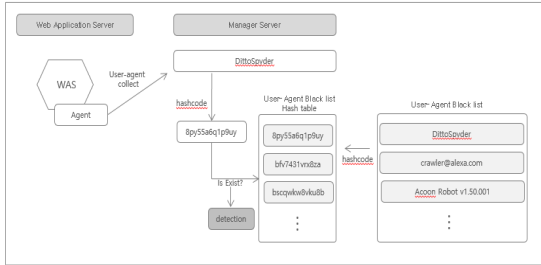 Web Application Server
Manager Server
DittoSpyder
User-agent
collect
WAS
Agent
hashcode
8py55a6q1p9uy
User-Agent Black list
Hash table
8py55a6q1p9uy
bfv7431vrx8za
bscqwkw8vku8b
Is Exist?
detection
hashcode
User-Agent Black list
DittoSpyder
crawler@alexa.com
Acoon Robot v1.50.001